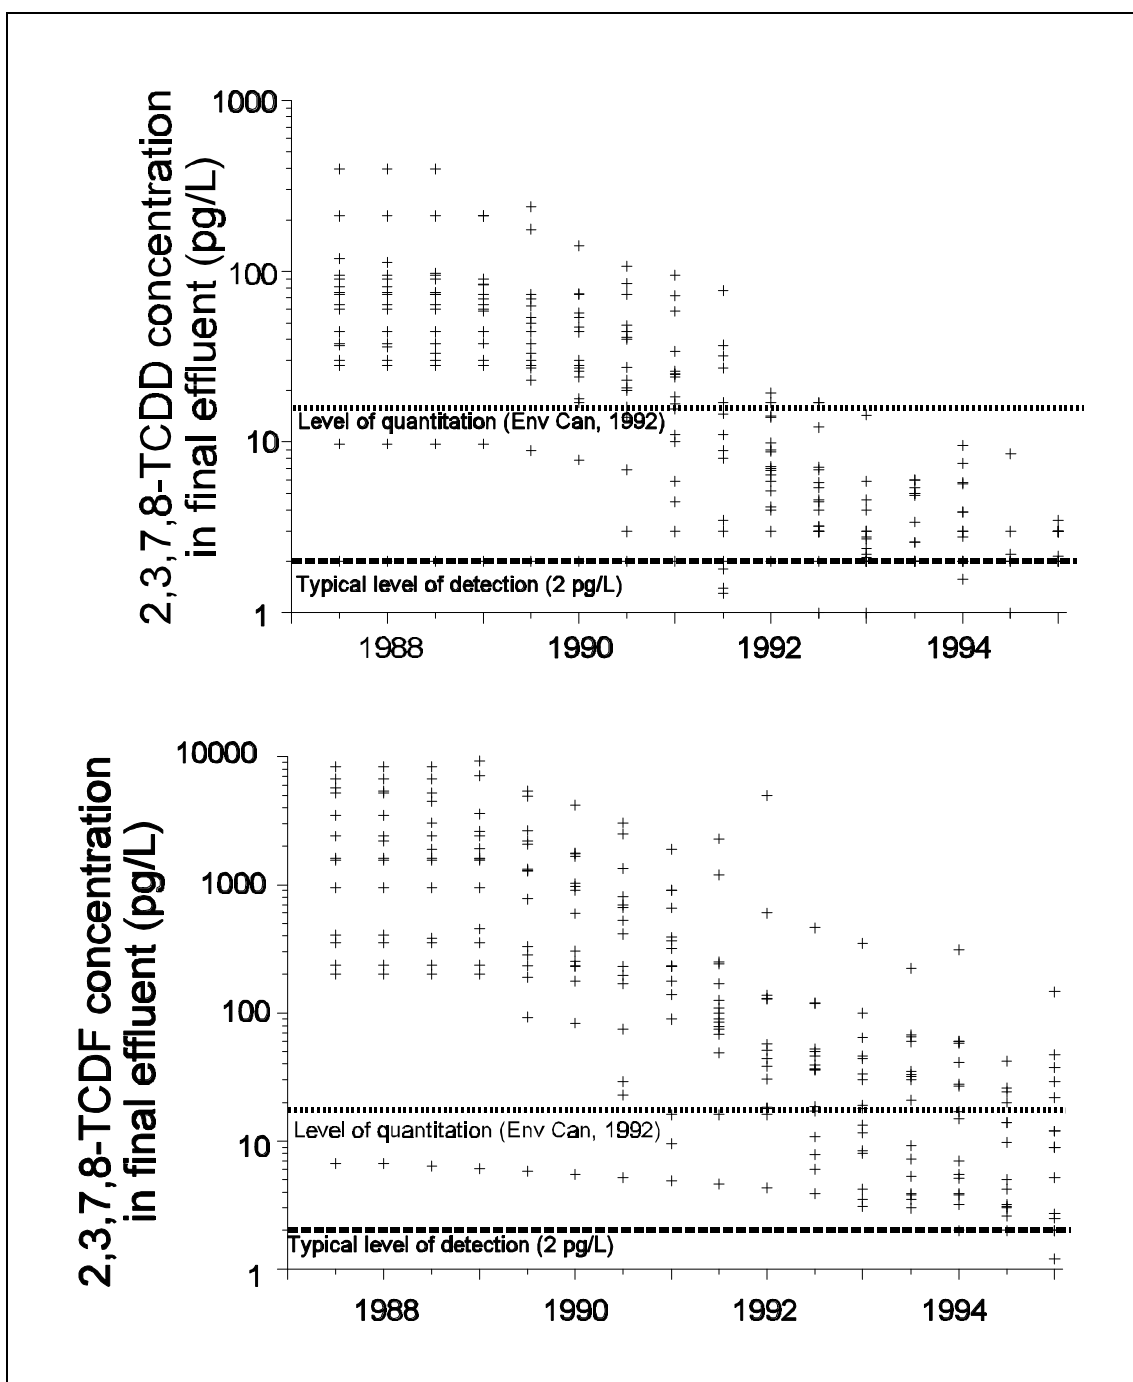 2,3,7,8-TCDD concentration
in final effluent (pg/L)
1000
100
10
1
Level of quantitation (Env Can, 1992)
Typical level of detection (2 pg/L)
1988 1990 1992 1994
2,3,7,8-TCDF concentration
in final effluent (pg/L)
10000
1000
100
10
1
Level of quantitation (Env Can, 1992)
Typical level of detection (2 pg/L)
1988 1990 1992 1994